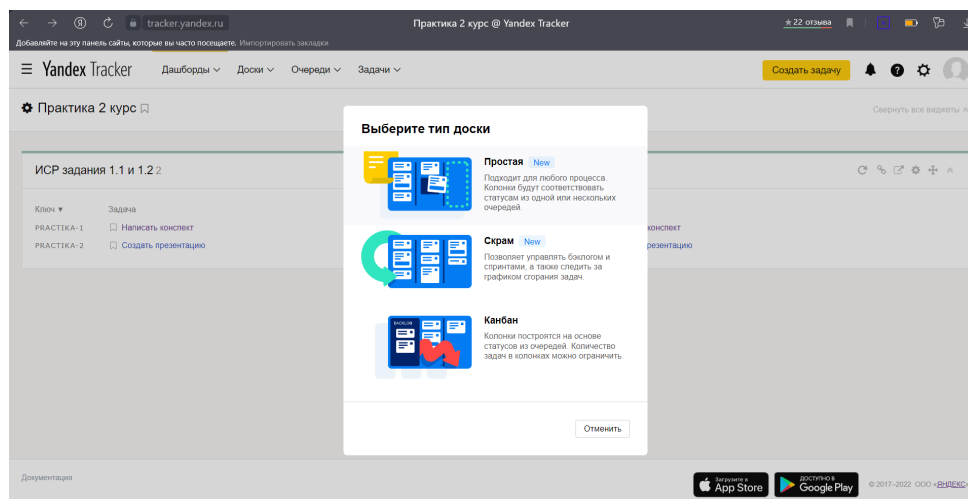 tracker.yandex.ru
Практика 2 курс @ Yandex Tracker
★ 22 отзыва
Добавляйте на эту панель сайты, которые вы часто посещаете. Импортировать закладки
Yandex Tracker
Дашборды
Доски
Очереди
Задачи
Создать задачу
Практика 2 курс
Свернуть все виджеты
Выберите тип доски
ИСР задания 1.1 и 1.2 2
Ключ ▼ Задача
PRACTIKA-1 Написать конспект
PRACTIKA-2 Создать презентацию
конспект
резентацию
Простая New
Подходит для любого процесса.
Колонки будут соответствовать
статусам из одной или нескольких
очередей.
Скрам New
Позволяет управлять бэклогом и
спринтами, а также следить за
графиком сгорания задач.
BACKLOG
Канбан
Колонки построятся на основе
статусов из очередей. Количество
задач в колонках можно ограничить.
Отменить
Документация
Загрузите в
App Store
ДОСТУПНО В
Google Play
© 2017–2022 ООО «ЯНДЕКС»